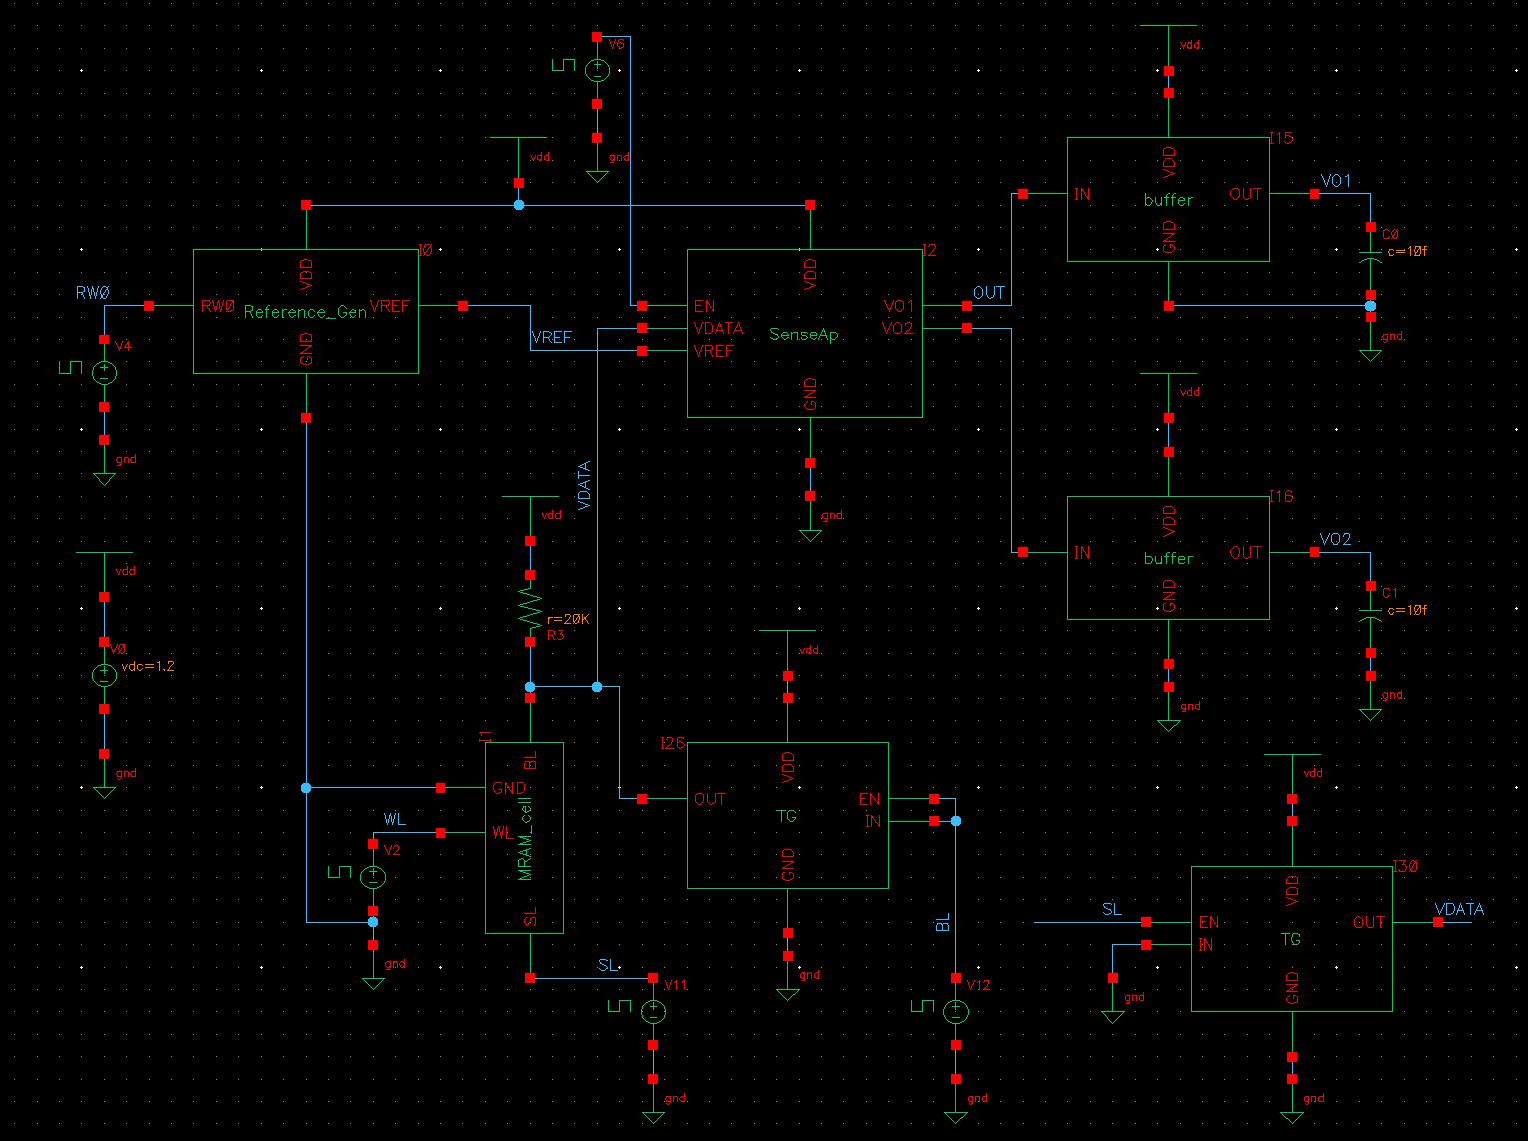 V6
gnd
vdd
vdd
I15
VDD
IN
buffer
OUT
GND
VO1
C0
c=10f
gnd
I0
VDD
RW0
Reference_Gen
VREF
GND
RW0
V4
gnd
VREF
I2
VDD
EN
VDATA
VREF
SenseAp
VO1
VO2
GND
OUT
gnd
vdd
I16
VDD
IN
buffer
OUT
GND
VO2
C1
c=10f
gnd
gnd
VDATA
vdd
r=20K
R3
vdd
V0
vdc=1.2
gnd
I1
BL
GND
WL
MRAM_cell
SL
WL
V2
gnd
SL
V11
gnd
vdd
I26
VDD
OUT
TG
EN
IN
GND
gnd
BL
V12
gnd
vdd
I30
VDD
SL
EN
IN
TG
OUT
GND
VDATA
gnd
gnd